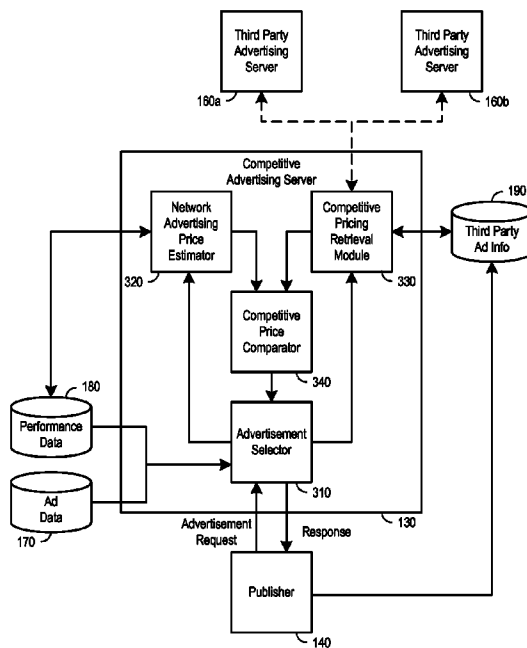 Third Party
Advertising
Server
160a
Third Party
Advertising
Server
160b
Competitive
Advertising Server
Network
Advertising
Price
Estimator
320
Competitive
Pricing
Retrieval
Module
330
190
Third Party
Ad Info
Competitive
Price
Comparator
340
180
Performance
Data
Advertisement
Selector
310
Ad
Data
170
130
Advertisement
Request
Response
Publisher
140